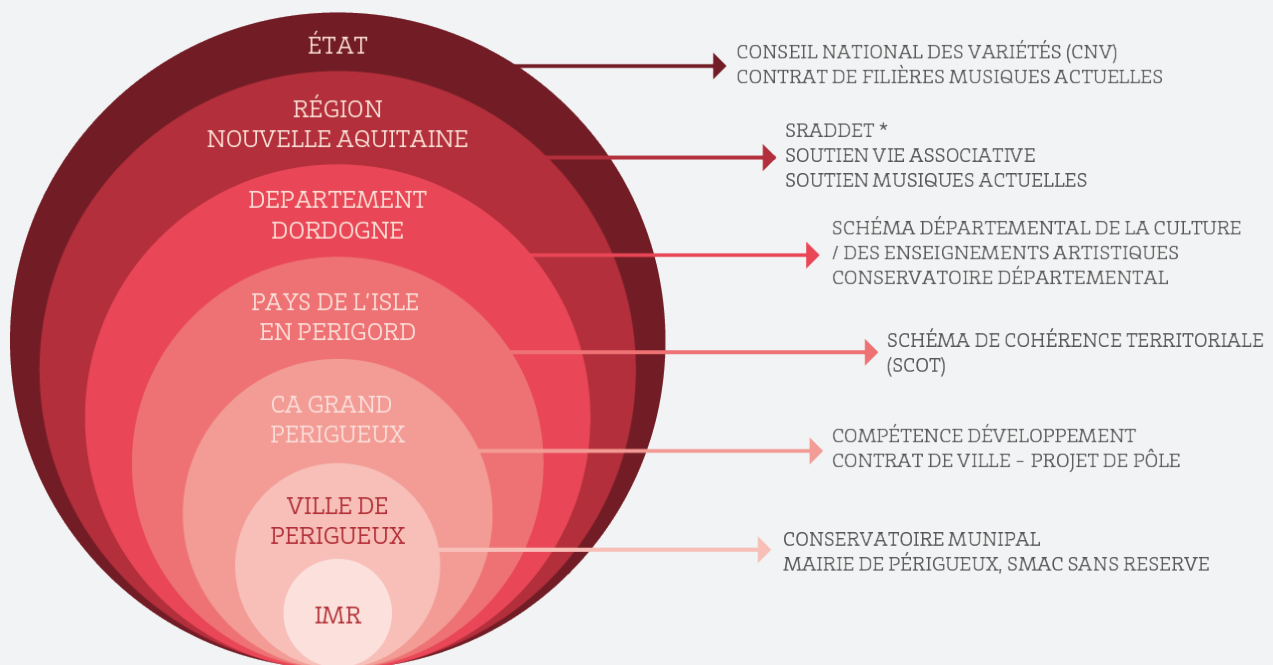 ÉTAT
CONSEIL NATIONAL DES VARIÉTÉS (CNV)
CONTRAT DE FILIÈRES MUSIQUES ACTUELLES
RÉGION
NOUVELLE AQUITAINE
SRADDET *
SOUTIEN VIE ASSOCIATIVE
SOUTIEN MUSIQUES ACTUELLES
DEPARTEMENT
DORDOGNE
SCHÉMA DÉPARTEMENTAL DE LA CULTURE
/ DES ENSEIGNEMENTS ARTISTIQUES
CONSERVATOIRE DÉPARTEMENTAL
PAYS DE L'ISLE
EN PERIGORD
SCHÉMA DE COHÉRENCE TERRITORIALE
(SCOT)
CA GRAND
PERIGUEUX
COMPÉTENCE DÉVELOPPEMENT
CONTRAT DE VILLE - PROJET DE PÔLE
VILLE DE
PERIGUEUX
CONSERVATOIRE MUNIPAL
MAIRIE DE PÉRIGUEUX, SMAC SANS RESERVE
IMR